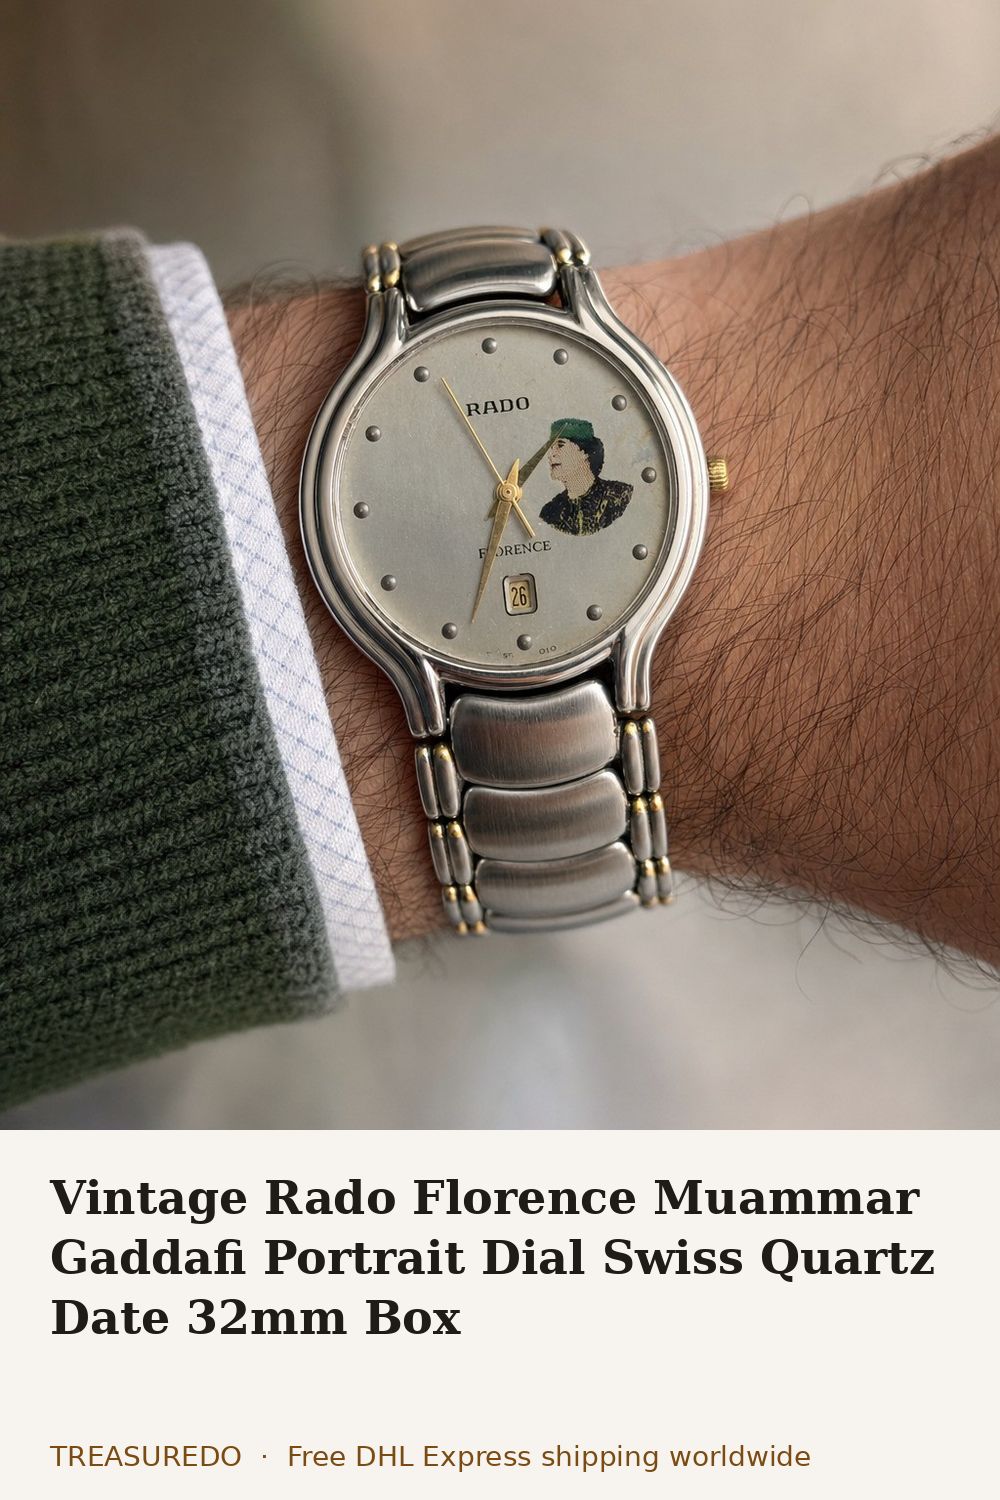 RADO
FLORENCE
26
Vintage Rado Florence Muammar
Gaddafi Portrait Dial Swiss Quartz
Date 32mm Box
TREASUREDO · Free DHL Express shipping worldwide